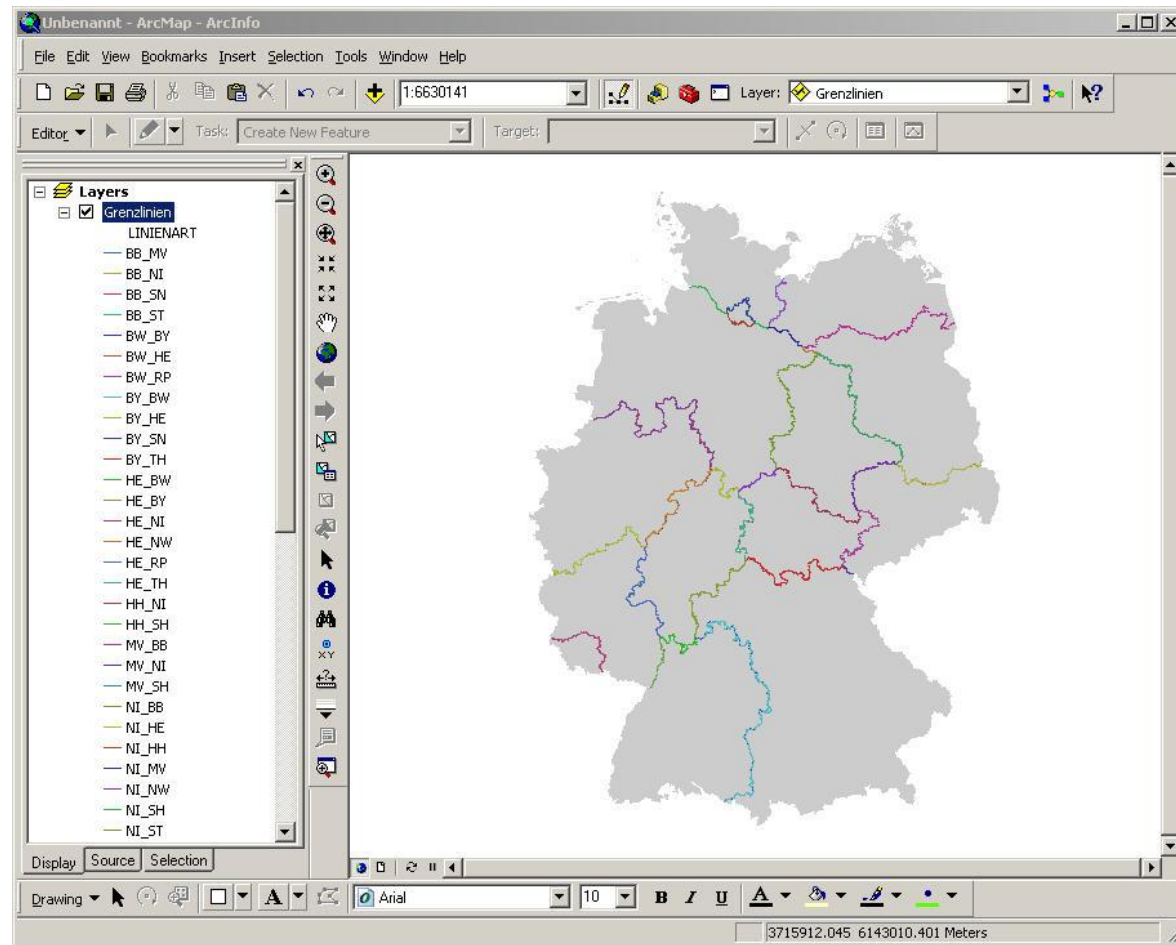 Unbenannt - ArcMap - ArcInfo
File Edit View Bookmarks Insert Selection Tools Window Help
1:6630141 Layer: Grenzlinien
Editor Task: Create New Feature Target:
Layers
Grenzlinien
LINIENART
BB_MV
BB_NI
BB_SN
BB_ST
BW_BY
BW_HE
BW_RP
BY_BW
BY_HE
BY_SN
BY_TH
HE_BW
HE_BY
HE_NI
HE_NW
HE_RP
HE_TH
HH_NI
HH_SH
MV_BB
MV_NI
MV_SH
NI_BB
NI_HE
NI_HH
NI_MV
NI_NW
NI_SH
NI_ST
XY
Display Source Selection
Drawing A Arial 10 B I U A
3715912.045 6143010.401 Meters